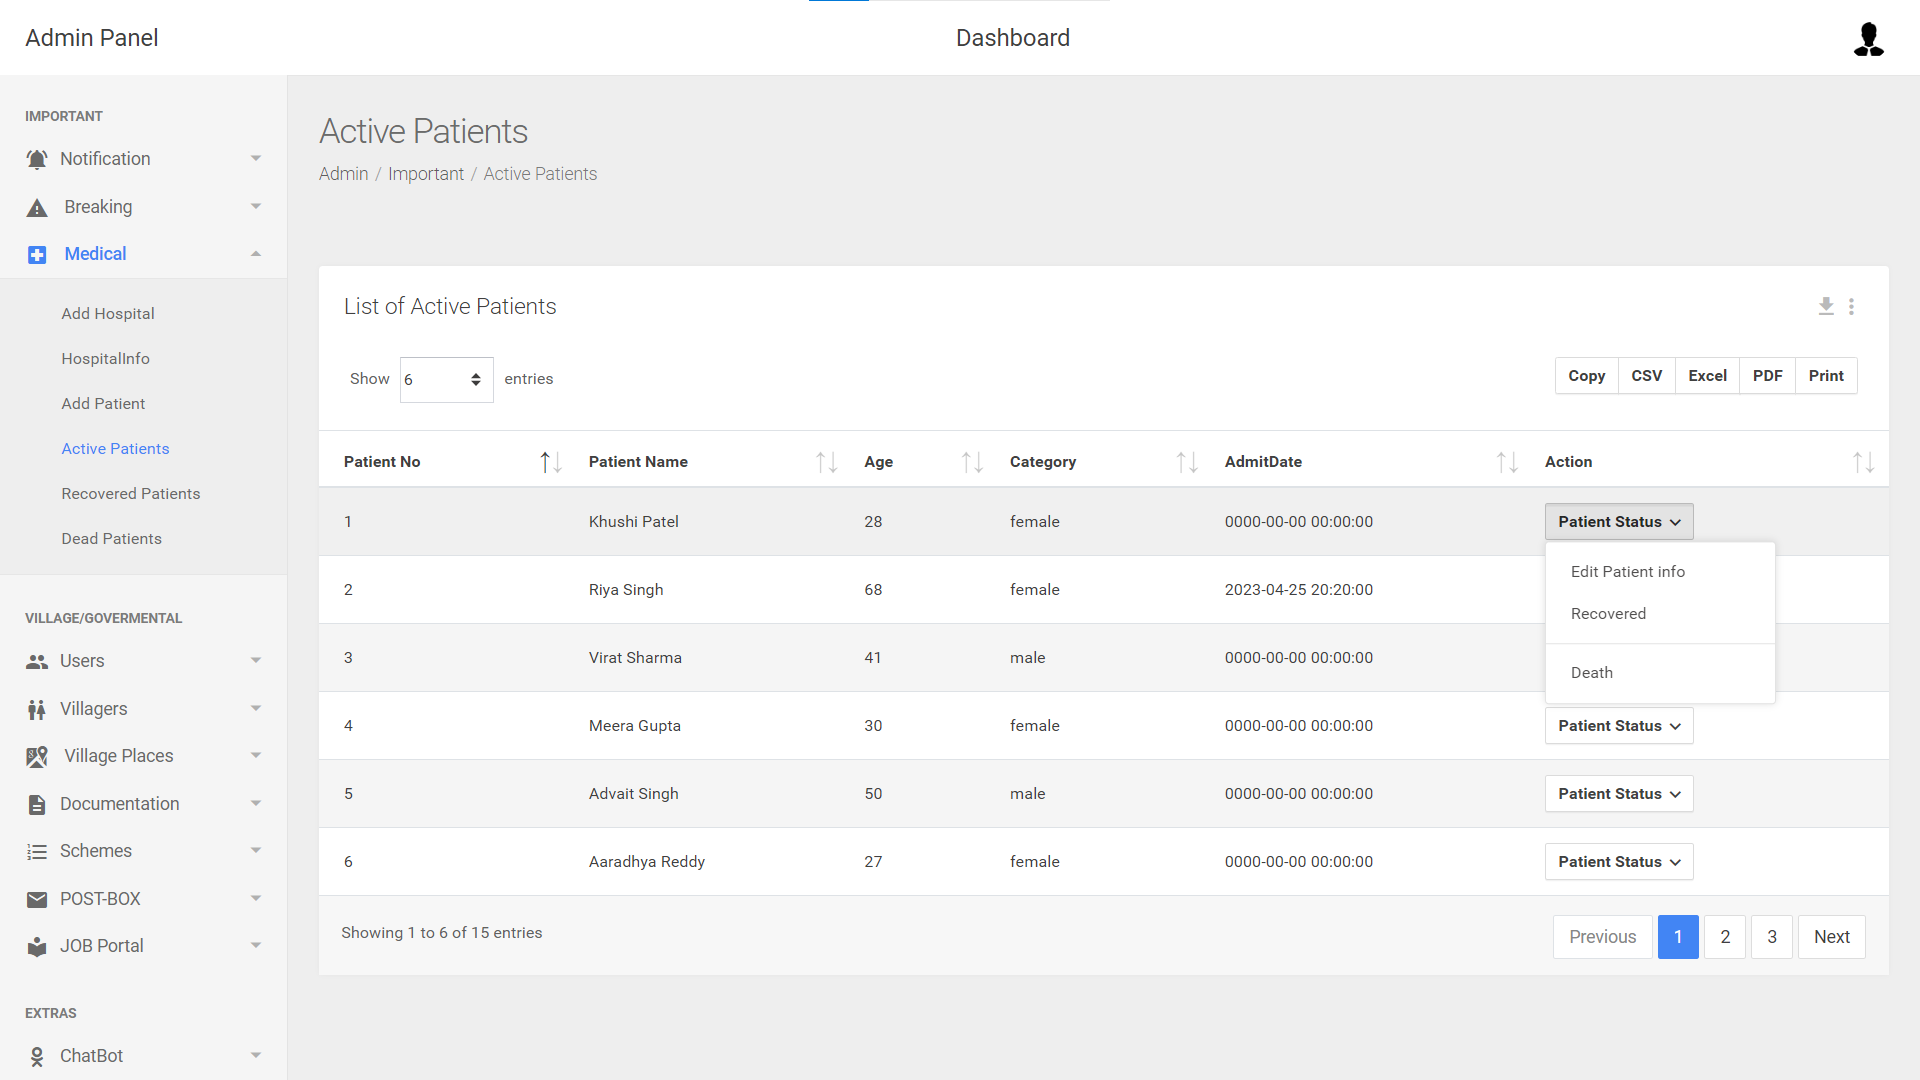 Admin Panel
Dashboard
IMPORTANT
Notification
Breaking
Medical
Add Hospital
HospitalInfo
Add Patient
Active Patients
Recovered Patients
Dead Patients
VILLAGE/GOVERMENTAL
Users
Villagers
Village Places
Documentation
Schemes
POST-BOX
JOB Portal
EXTRAS
ChatBot
Active Patients
Admin / Important / Active Patients
List of Active Patients
Show 6 entries
Copy CSV Excel PDF Print
Patient No Patient Name Age Category AdmitDate Action
1 Khushi Patel 28 female 0000-00-00 00:00:00 Patient Status
Edit Patient info
Recovered
Death
2 Riya Singh 68 female 2023-04-25 20:20:00
3 Virat Sharma 41 male 0000-00-00 00:00:00
4 Meera Gupta 30 female 0000-00-00 00:00:00 Patient Status
5 Advait Singh 50 male 0000-00-00 00:00:00 Patient Status
6 Aaradhya Reddy 27 female 0000-00-00 00:00:00 Patient Status
Showing 1 to 6 of 15 entries
Previous 1 2 3 Next